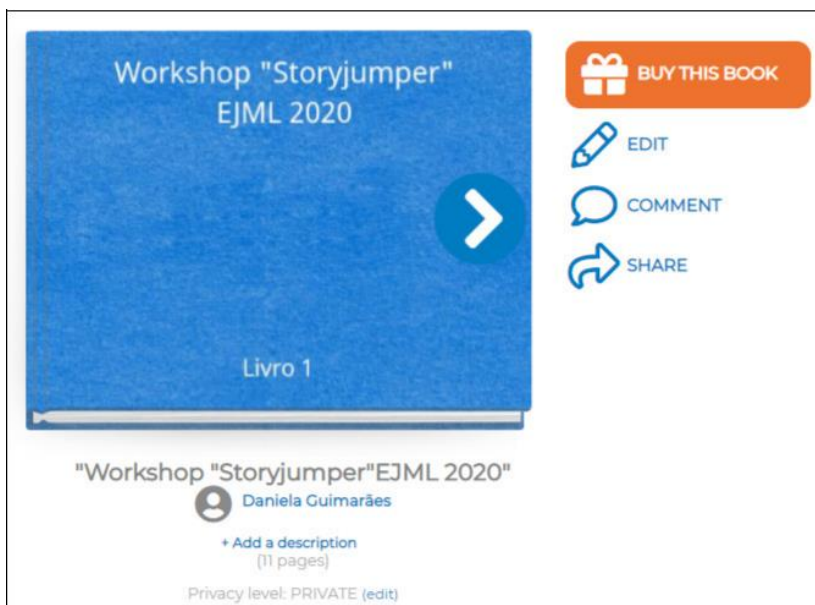 Workshop "Storyjumper"
EJML 2020
Livro 1
BUY THIS BOOK
EDIT
COMMENT
SHARE
"Workshop "Storyjumper"EJML 2020"
Daniela Guimarães
+ Add a description
(11 pages)
Privacy level: PRIVATE (edit)